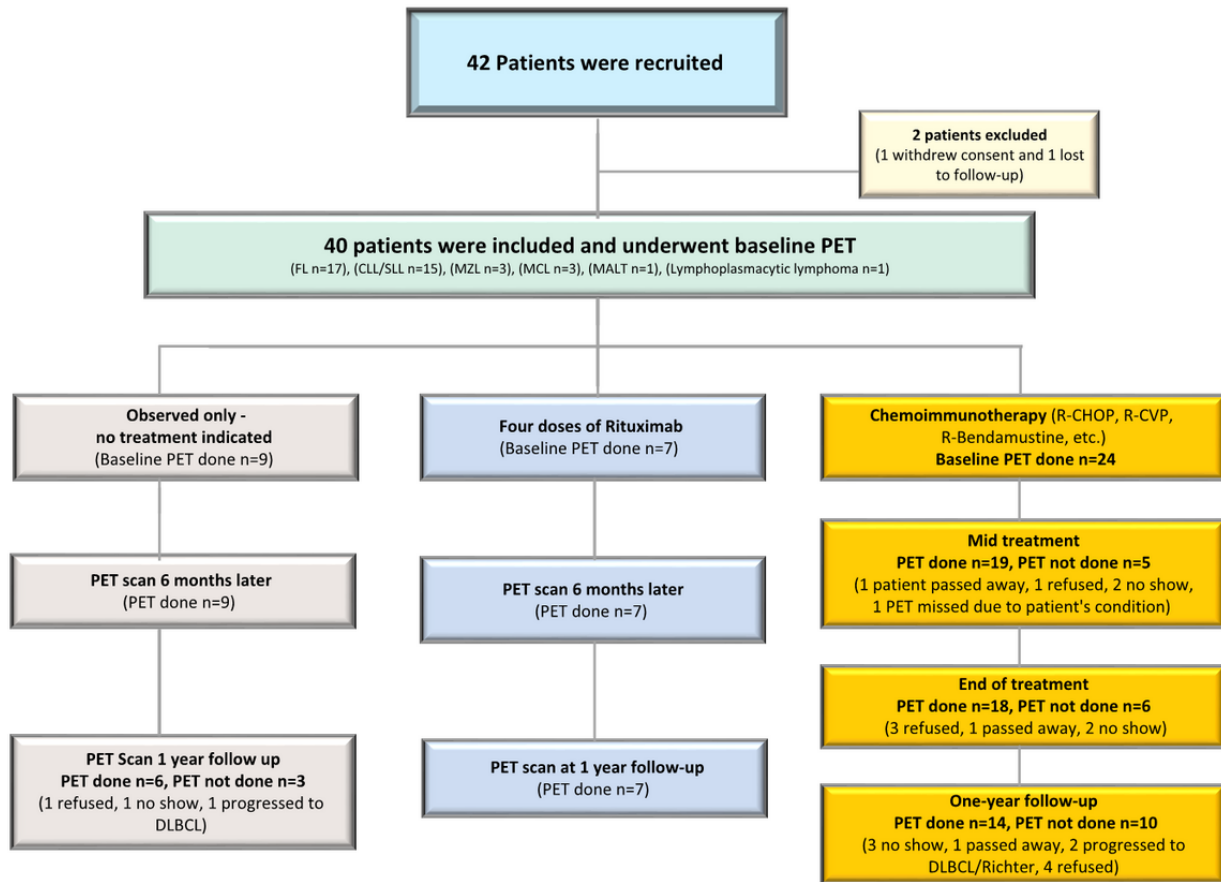 42 Patients were recruited
2 patients excluded
(1 withdrew consent and 1 lost
to follow-up)
40 patients were included and underwent baseline PET
(FL n=17), (CLL/SLL n=15), (MZL n=3), (MCL n=3), (MALT n=1), (Lymphoplasmacytic lymphoma n=1)
Observed only -
no treatment indicated
(Baseline PET done n=9)
Four doses of Rituximab
(Baseline PET done n=7)
Chemoimmunotherapy (R-CHOP, R-CVP,
R-Bendamustine, etc.)
Baseline PET done n=24
PET scan 6 months later
(PET done n=9)
PET scan 6 months later
(PET done n=7)
Mid treatment
PET done n=19, PET not done n=5
(1 patient passed away, 1 refused, 2 no show,
1 PET missed due to patient's condition)
End of treatment
PET done n=18, PET not done n=6
(3 refused, 1 passed away, 2 no show)
PET Scan 1 year follow up
PET done n=6, PET not done n=3
(1 refused, 1 no show, 1 progressed to
DLBCL)
PET scan at 1 year follow-up
(PET done n=7)
One-year follow-up
PET done n=14, PET not done n=10
(3 no show, 1 passed away, 2 progressed to
DLBCL/Richter, 4 refused)